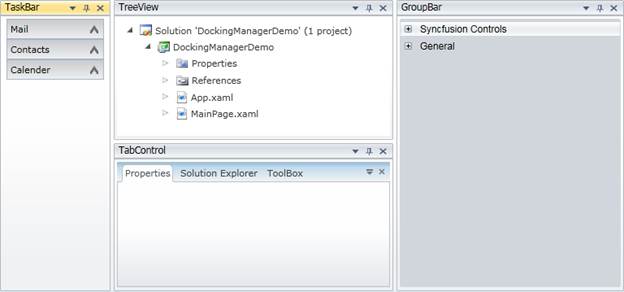 TaskBar
Mail
Contacts
Calender
TreeView
Solution 'DockingManagerDemo' (1 project)
DockingManagerDemo
Properties
References
App.xaml
MainPage.xaml
TabControl
Properties Solution Explorer ToolBox
GroupBar
Syncfusion Controls
General